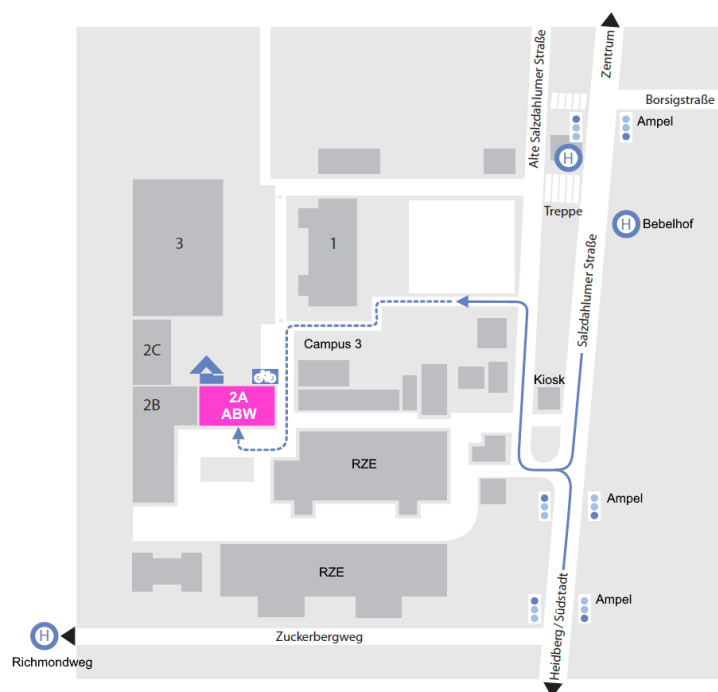 Zentrum
Alte Salzdahlumer Straße
Borsigstraße
Ampel
H
Treppe
H
Bebelhof
3
1
Salzdahlumer Straße
Campus 3
2C
Kiosk
2A
ABW
2B
RZE
Ampel
RZE
Ampel
Heidberg/Südstadt
H
Zuckerbergweg
Richmondweg